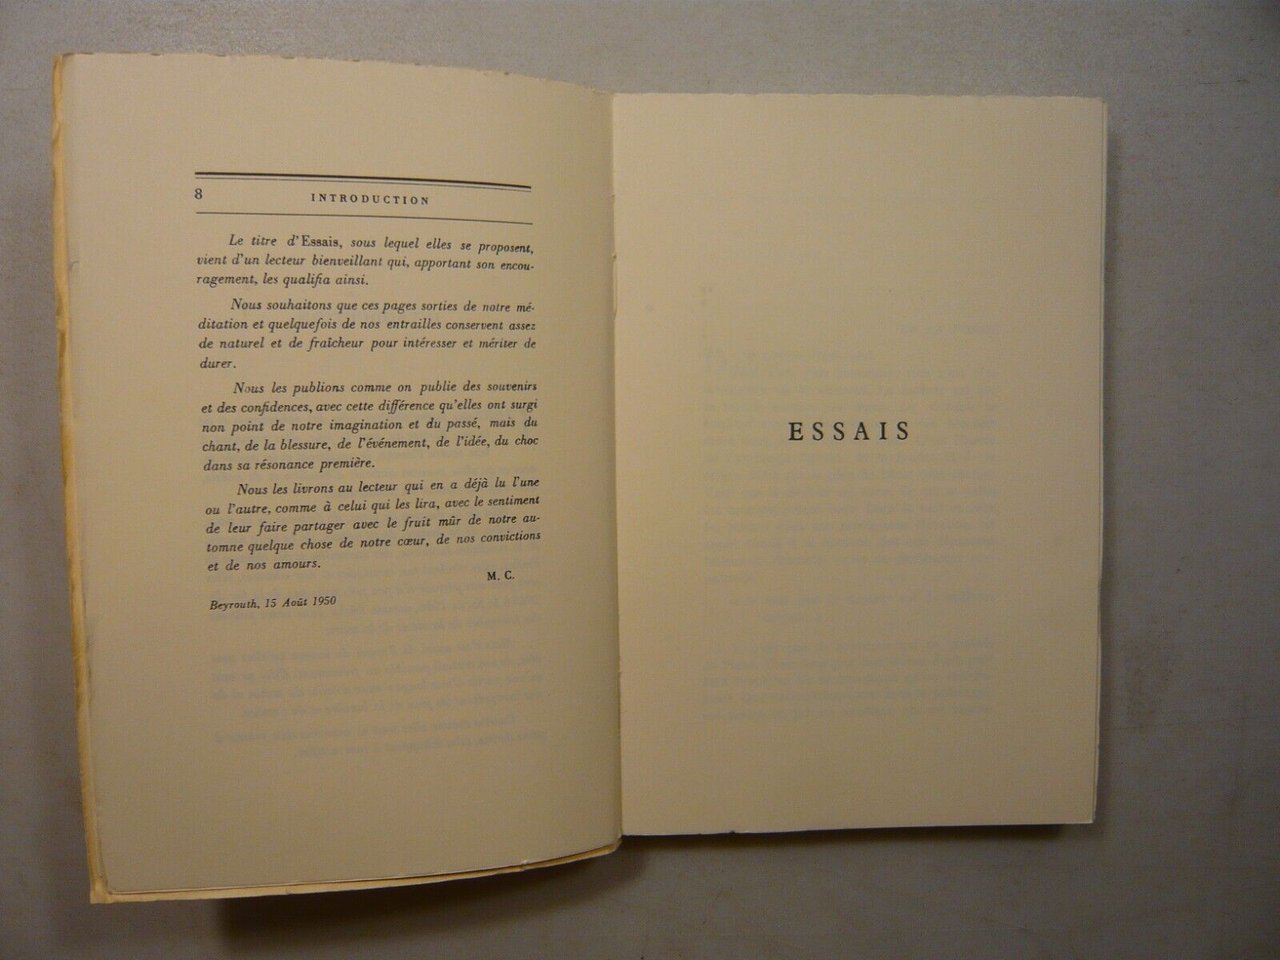 8
INTRODUCTION
Le titre d'Essais, sous lequel elles se proposent,
vient d'un lecteur bienveillant qui, apportant son encou-
ragement, les qualifia ainsi.
Nous souhaitons que ces pages sorties de notre mé-
ditation et quelquefois de nos entrailles conservent assez
de naturel et de fraîcheur pour intéresser et mériter de
durer.
Nous les publions comme on publie des souvenirs
et des confidences, avec cette différence qu'elles ont surgi
non point de notre imagination et du passé, mais du
chant, de la blessure, de l'événement, de l'idée, du choc
dans sa résonance première.
Nous les livrons au lecteur qui en a déjà lu l'une
ou l'autre, comme à celui qui les lira, avec le sentiment
de leur faire partager avec le fruit mûr de notre au-
tomne quelque chose de notre cœur, de nos convictions
et de nos amours.
M. C.
Beyrouth, 15 Août 1950
ESSAIS